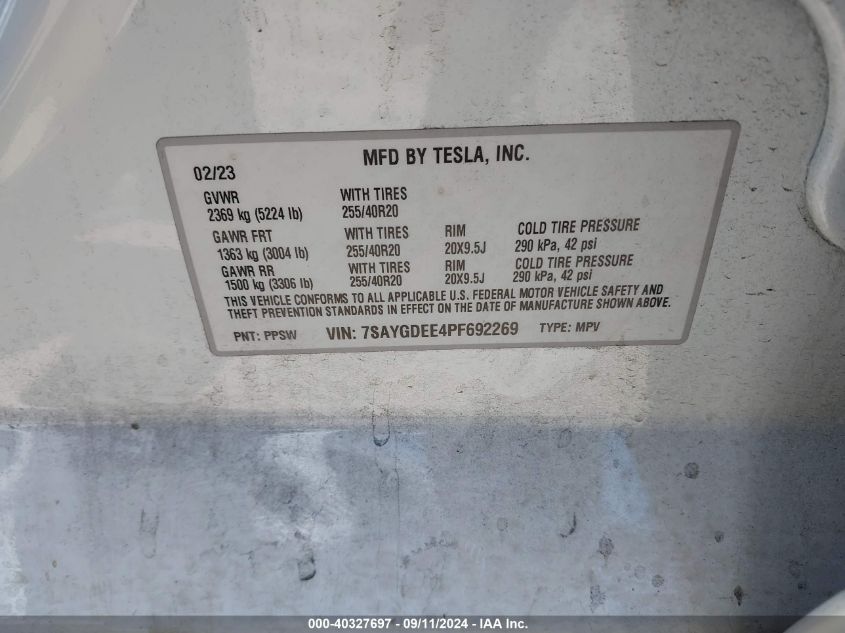 MFD BY TESLA, INC.
02/23
GVWR WITH TIRES
2369 kg (5224 lb) 255/40R20
GAWR FRT WITH TIRES RIM COLD TIRE PRESSURE
1363 kg (3004 lb) 255/40R20 20X9.5J 290 kPa, 42 psi
GAWR RR WITH TIRES RIM COLD TIRE PRESSURE
1500 kg (3306 lb) 255/40R20 20X9.5J 290 kPa, 42 psi
THIS VEHICLE CONFORMS TO ALL APPLICABLE U.S. FEDERAL MOTOR VEHICLE SAFETY AND
THEFT PREVENTION STANDARDS IN EFFECT ON THE DATE OF MANUFACTURE SHOWN ABOVE.
PNT: PPSW VIN: 7SAYGDEE4PF692269 TYPE: MPV
000-40327697 - 09/11/2024 - IAA Inc.